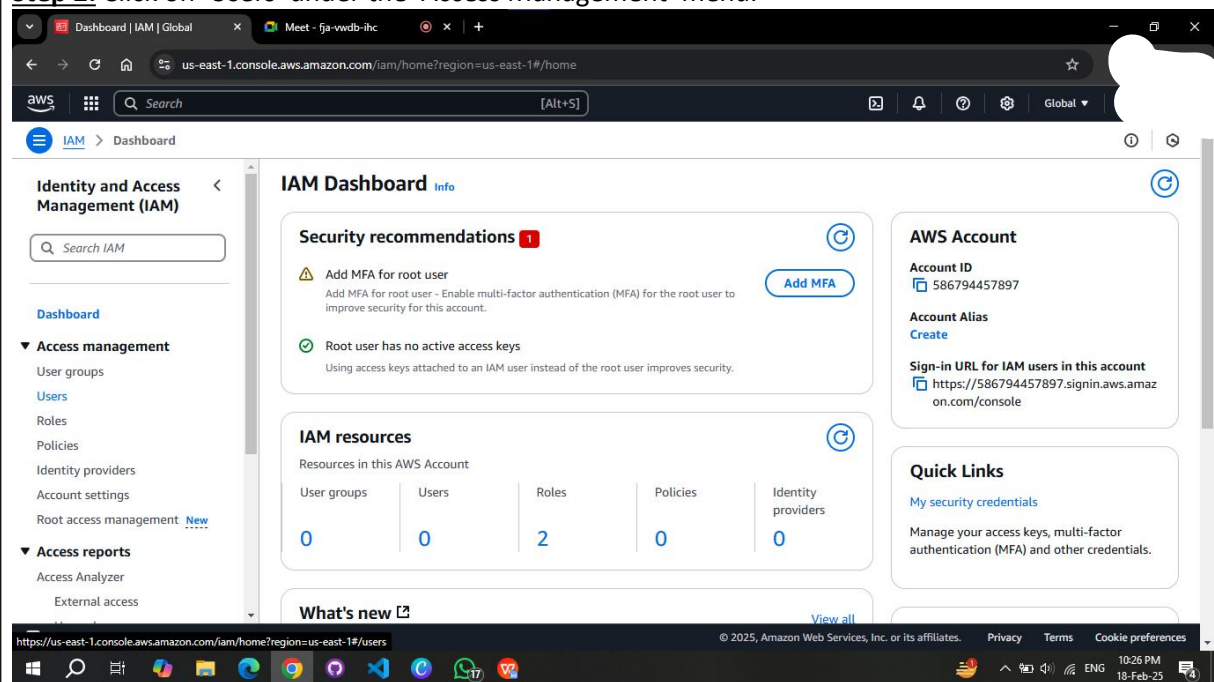 Step 2: Click on 'Users' under the 'Access management' menu.
Dashboard | IAM | Global
Meet - fja-vwdb-ihc
us-east-1.console.aws.amazon.com/iam/home?region=us-east-1#/home
aws
Search
[Alt+S]
Global
IAM > Dashboard
Identity and Access
Management (IAM)
Search IAM
Dashboard
Access management
User groups
Users
Roles
Policies
Identity providers
Account settings
Root access management New
Access reports
Access Analyzer
External access
IAM Dashboard Info
Security recommendations 1
Add MFA for root user
Add MFA for root user - Enable multi-factor authentication (MFA) for the root user to
improve security for this account.
Add MFA
Root user has no active access keys
Using access keys attached to an IAM user instead of the root user improves security.
IAM resources
Resources in this AWS Account
User groups
Users
Roles
Policies
Identity
providers
0
0
2
0
0
What's new
View all
AWS Account
Account ID
586794457897
Account Alias
Create
Sign-in URL for IAM users in this account
https://586794457897.signin.aws.amaz
on.com/console
Quick Links
My security credentials
Manage your access keys, multi-factor
authentication (MFA) and other credentials.
https://us-east-1.console.aws.amazon.com/iam/home?region=us-east-1#/users
© 2025, Amazon Web Services, Inc. or its affiliates.
Privacy
Terms
Cookie preferences
17
ENG
10:26 PM
18-Feb-25
4